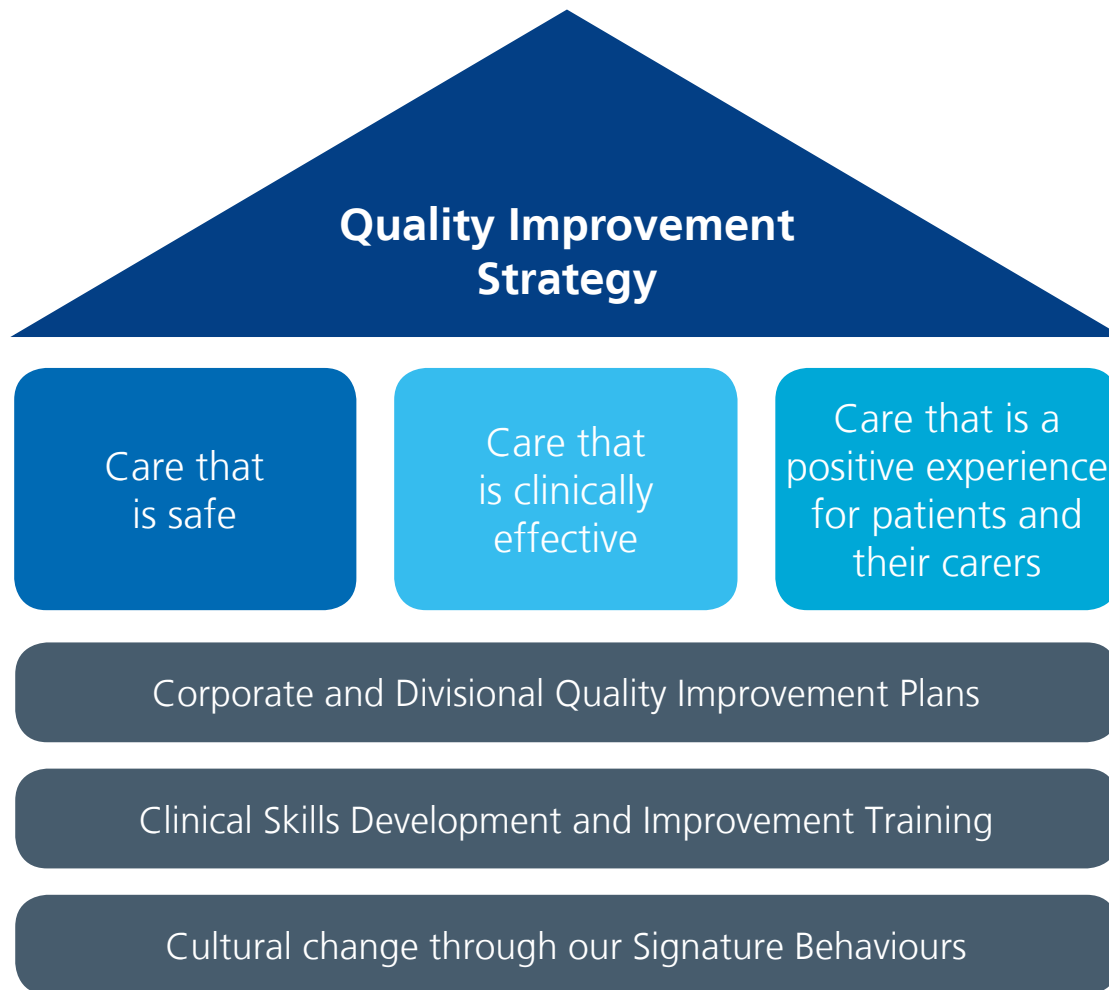 Quality Improvement
Strategy
Care that
is safe
Care that
is clinically
effective
Care that is a
positive experience
for patients and
their carers
Corporate and Divisional Quality Improvement Plans
Clinical Skills Development and Improvement Training
Cultural change through our Signature Behaviours